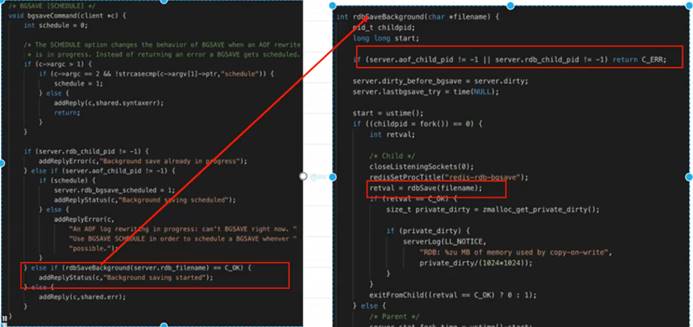 /* BGSAVE [SCHEDULE] */
void bgsaveCommand(client *c) {
int schedule = 0;
/* The SCHEDULE option changes the behavior of BGSAVE when an AOF rewrite
* is in progress. Instead of returning an error a BGSAVE gets scheduled.
if (c->argc > 1) {
if (c->argc == 2 && !strcasecmp(c->argv[1]->ptr,"schedule")) {
schedule = 1;
} else {
addReply(c,shared.syntaxerr);
return;
}
}
if (server.rdb_child_pid != -1) {
addReplyError(c,"Background save already in progress");
} else if (server.aof_child_pid != -1) {
if (schedule) {
server.rdb_bgsave_scheduled = 1;
addReplyStatus(c,"Background saving scheduled");
} else {
addReplyError(c,
"An AOF log rewriting in progress: can't BGSAVE right now. "
"Use BGSAVE SCHEDULE in order to schedule a BGSAVE whenever "
"possible.");
}
} else if (rdbSaveBackground(server.rdb_filename) == C_OK) {
addReplyStatus(c,"Background saving started");
} else {
addReply(c,shared.err);
}
}
int rdbSaveBackground(char *filename) {
pid_t childpid;
long long start;
if (server.aof_child_pid != -1 || server.rdb_child_pid != -1) return C_ERR;
server.dirty_before_bgsave = server.dirty;
server.lastbgsave_try = time(NULL);
start = ustime();
if ((childpid = fork()) == 0) {
int retval;
/* Child */
closeListeningSockets(0);
redisSetProcTitle("redis-rdb-bgsave");
retval = rdbSave(filename);
if (retval == C_OK) {
size_t private_dirty = zmalloc_get_private_dirty();
if (private_dirty) {
serverLog(LL_NOTICE,
"RDB: %zu MB of memory used by copy-on-write",
private_dirty/(1024*1024));
}
}
exitFromChild((retval == C_OK) ? 0 : 1);
} else {
/* Parent */